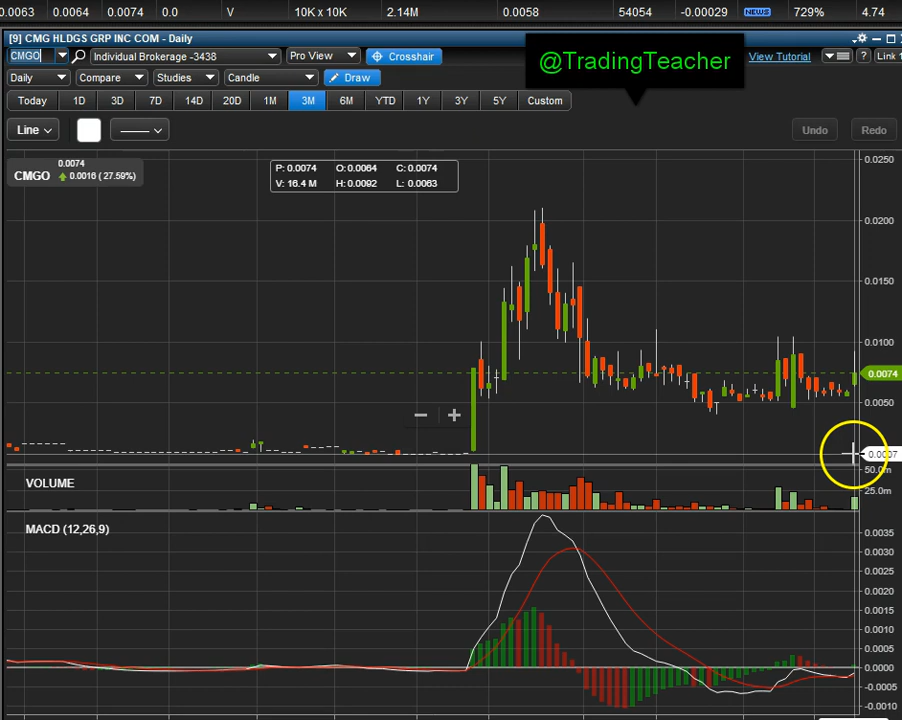 0.0063 0.0064 0.0074 0.0 V 10K x 10K 2.14M 0.0058 54054 -0.00029 NEWS 729% 4.74
[9] CMG HLDGS GRP INC COM - Daily
CMGO Individual Brokerage -3438 Pro View Crosshair View Tutorial ? Link 1
@TradingTeacher
Daily Compare Studies Candle Draw
Today 1D 3D 7D 14D 20D 1M 3M 6M YTD 1Y 3Y 5Y Custom
Line Undo Redo
0.0074
CMGO 0.0016 ( 27.59%)
P: 0.0074 O: 0.0064 C: 0.0074
V: 16.4 M H: 0.0092 L: 0.0063
0.0250
0.0200
0.0150
0.0100
0.0074
0.0050
0.0007
50.0m
VOLUME
25.0m
MACD (12,26,9)
0.0035
0.0030
0.0025
0.0020
0.0015
0.0010
0.0005
0.0000
-0.0005
-0.0010